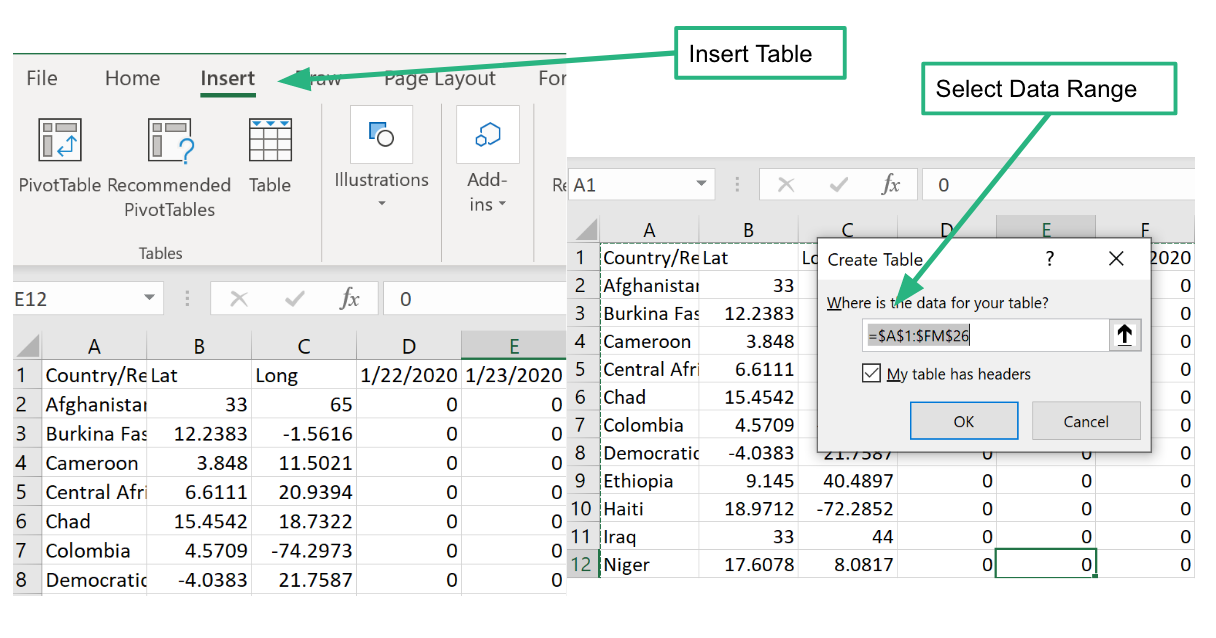 Insert Table
Select Data Range
File Home Insert Draw Page Layout For
PivotTable Recommended PivotTables Table
Illustrations
Add-ins
Re
Tables
E12 fx 0
A B C D E
1 Country/Re Lat Long 1/22/2020 1/23/2020
2 Afghanistan 33 65 0 0
3 Burkina Fas 12.2383 -1.5616 0 0
4 Cameroon 3.848 11.5021 0 0
5 Central Afri 6.6111 20.9394 0 0
6 Chad 15.4542 18.7322 0 0
7 Colombia 4.5709 -74.2973 0 0
8 Democratic -4.0383 21.7587 0 0
A1 fx 0
A B C D E F
1 Country/Re Lat Lo 2020
2 Afghanistan 33 0
3 Burkina Fas 12.2383 0
4 Cameroon 3.848 0
5 Central Afri 6.6111 0
6 Chad 15.4542 0
7 Colombia 4.5709 0
8 Democratic -4.0383 21.7587 0 0 0
9 Ethiopia 9.145 40.4897 0 0 0
10 Haiti 18.9712 -72.2852 0 0 0
11 Iraq 33 44 0 0 0
12 Niger 17.6078 8.0817 0 0 0
Create Table ?
Where is the data for your table?
=$A$1:$FM$26
My table has headers
OK Cancel